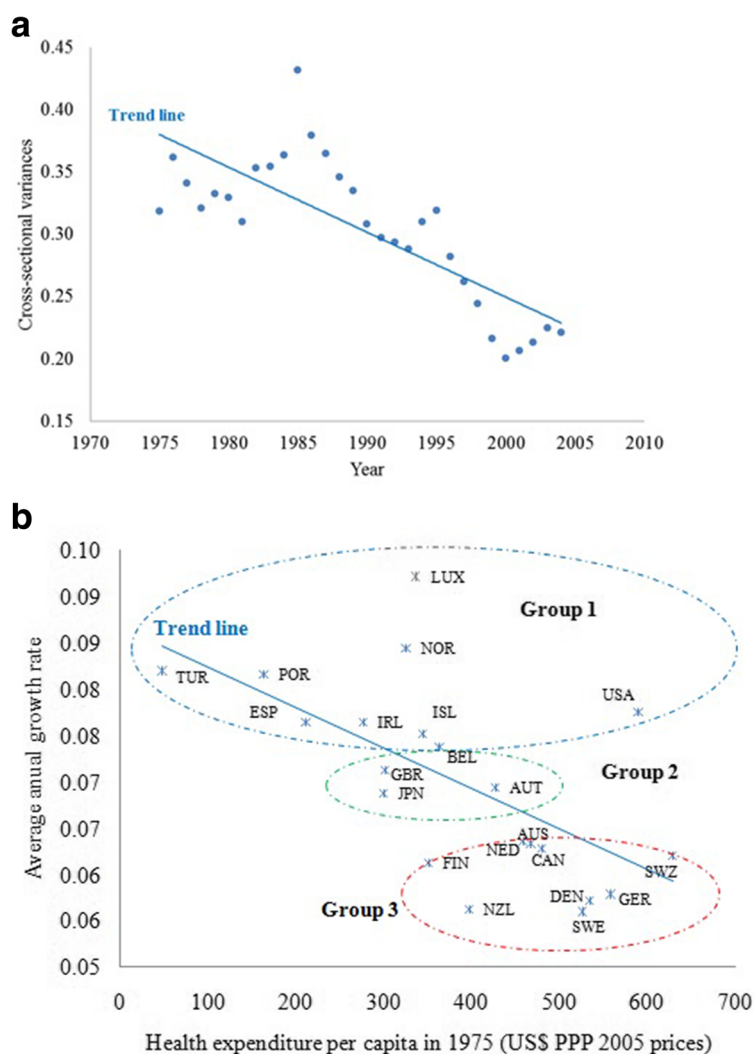 a
0.45
0.40
Trend line
0.35
0.30
0.25
0.20
0.15
Cross-sectional variances
1970 1975 1980 1985 1990 1995 2000 2005 2010
Year
b
0.10
0.09
0.09
0.08
0.08
0.07
0.07
0.06
0.06
0.05
Average anual growth rate
LUX
Group 1
Trend line
NOR
TUR
POR
USA
ESP
IRL
ISL
BEL
Group 2
GBR
JPN
AUT
AUS
NED
CAN
FIN
SWZ
Group 3
NZL
DEN
GER
SWE
0 100 200 300 400 500 600 700
Health expenditure per capita in 1975 (US$ PPP 2005 prices)